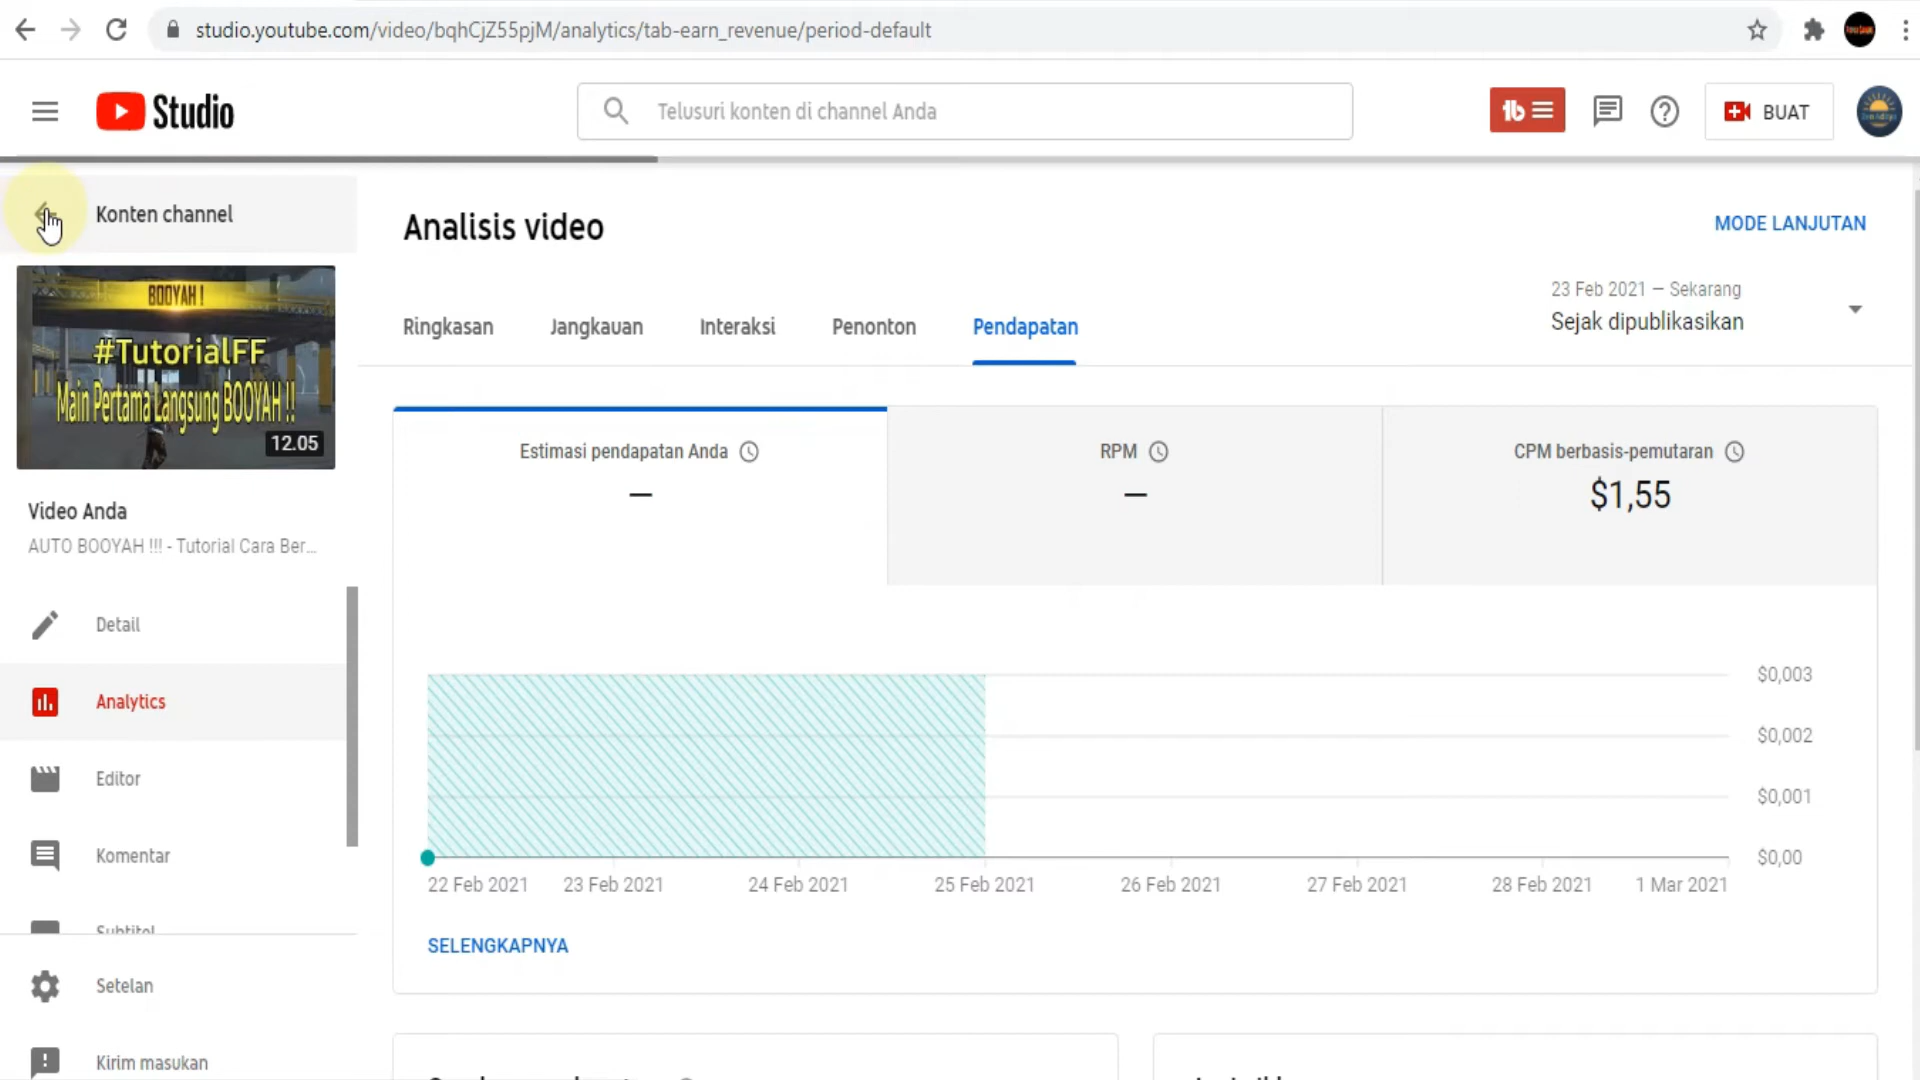 studio.youtube.com/video/bqhCjZ55pjM/analytics/tab-earn_revenue/period-default
Studio
Telusuri konten di channel Anda
BUAT
Konten channel
BOOYAH !
#TutorialFF
Main Pertama Langsung BOOYAH !!
12.05
Video Anda
AUTO BOOYAH !!! - Tutorial Cara Ber...
Detail
Analytics
Editor
Komentar
Subtitel
Setelan
Kirim masukan
Analisis video
MODE LANJUTAN
Ringkasan Jangkauan Interaksi Penonton Pendapatan
23 Feb 2021 – Sekarang
Sejak dipublikasikan
Estimasi pendapatan Anda
—
RPM
—
CPM berbasis-pemutaran
$1,55
$0,003
$0,002
$0,001
$0,00
22 Feb 2021 23 Feb 2021 24 Feb 2021 25 Feb 2021 26 Feb 2021 27 Feb 2021 28 Feb 2021 1 Mar 2021
SELENGKAPNYA